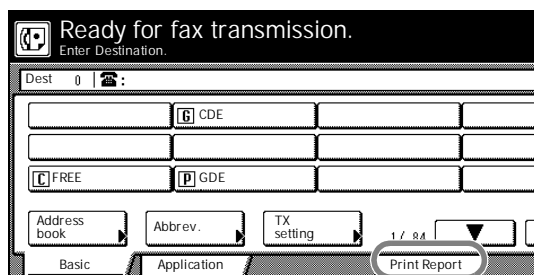 Ready for fax transmission.
Enter Destination.
Dest 0 ☎:
G CDE
C FREE P GDE
Address book Abbrev. TX setting 1 / 84
Basic Application Print Report